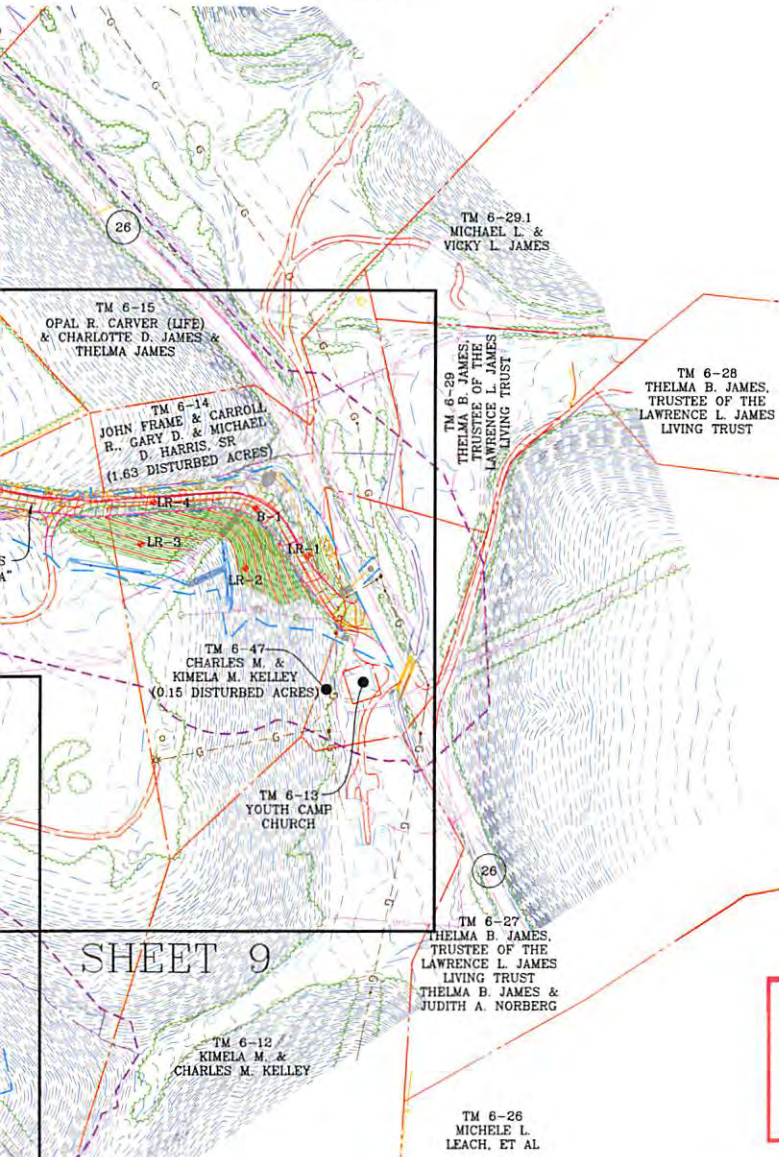 TM 6-29.1
MICHAEL L. &
VICKY L. JAMES
26
TM 6-15
OPAL R. CARVER (LIFE)
& CHARLOTTE D. JAMES &
THELMA JAMES
TM 6-29
THELMA B. JAMES,
TRUSTEE OF THE
LAWRENCE L. JAMES
LIVING TRUST
TM 6-28
THELMA B. JAMES,
TRUSTEE OF THE
LAWRENCE L. JAMES
LIVING TRUST
TM 6-14
JOHN FRAME & CARROLL
R., GARY D. & MICHAEL
D. HARRIS, SR
(1.63 DISTURBED ACRES)
LR-4
B-1
LR-3
LR-1
LR-2
S
A"
TM 6-47
CHARLES M. &
KIMELA M. KELLEY
(0.15 DISTURBED ACRES)
G
G
G
G
G
TM 6-13
YOUTH CAMP
CHURCH
26
SHEET 9
TM 6-27
THELMA B. JAMES,
TRUSTEE OF THE
LAWRENCE L. JAMES
LIVING TRUST
THELMA B. JAMES &
JUDITH A. NORBERG
TM 6-12
KIMELA M. &
CHARLES M. KELLEY
TM 6-26
MICHELE L.
LEACH, ET AL